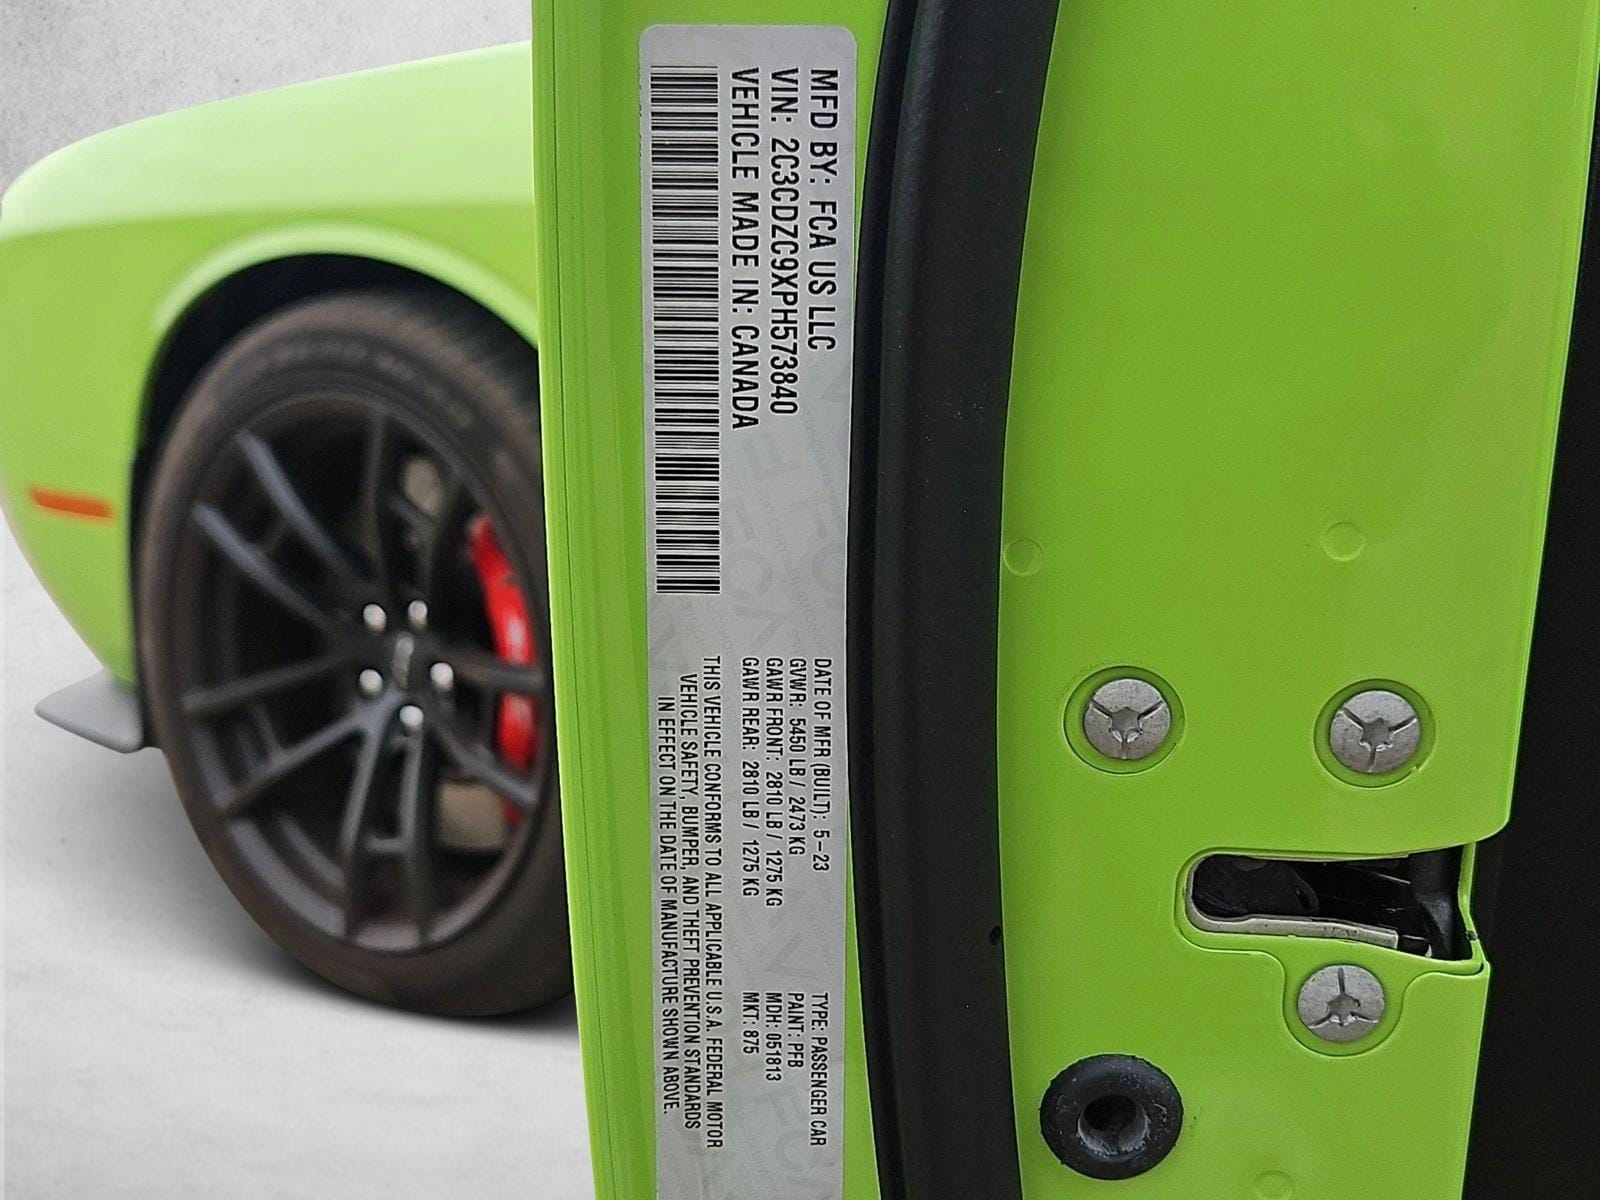 MFD BY: FCA US LLC
VIN: 2C3CDZC9XPH573840
VEHICLE MADE IN: CANADA
DATE OF MFR (BUILT): 5-23
GVWR: 5450 LB / 2473 KG
GAWR FRONT: 2810 LB / 1275 KG
GAWR REAR: 2810 LB / 1275 KG
THIS VEHICLE CONFORMS TO ALL APPLICABLE U.S.A. FEDERAL MOTOR
VEHICLE SAFETY, BUMPER, AND THEFT PREVENTION STANDARDS
IN EFFECT ON THE DATE OF MANUFACTURE SHOWN ABOVE.
TYPE: PASSENGER CAR
PAINT: PFB
MDH: 051813
MKT: 875